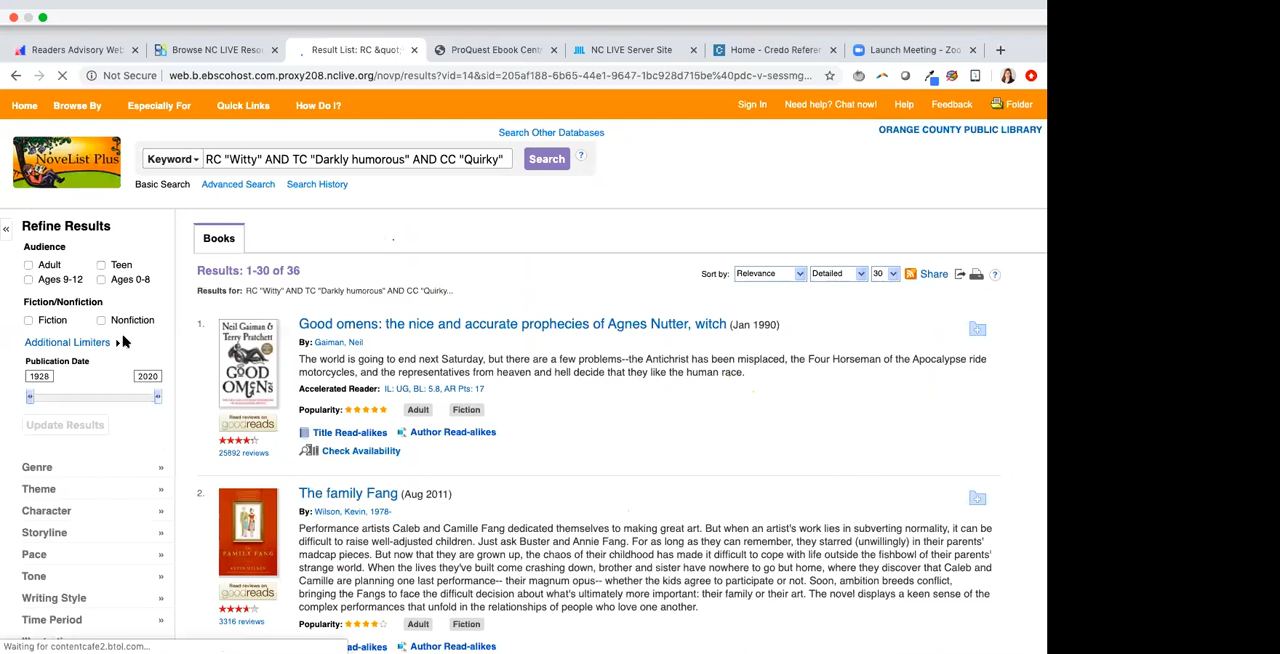 Readers Advisory Web
Browse NC LIVE Reso
Result List: RC &quot;
ProQuest Ebook Cent
NC LIVE Server Site
Home - Credo Referen
Launch Meeting - Zoo
Not Secure
web.b.ebscohost.com.proxy208.nclive.org/novp/results?vid=14&sid=205af188-6b65-44e1-9647-1bc928d715be%40pdc-v-sessmg...
Home
Browse By
Especially For
Quick Links
How Do I?
Sign In
Need help? Chat now!
Help
Feedback
Folder
Search Other Databases
ORANGE COUNTY PUBLIC LIBRARY
NoveList Plus
Keyword
RC "Witty" AND TC "Darkly humorous" AND CC "Quirky"
Search
Basic Search
Advanced Search
Search History
Refine Results
Audience
Adult
Teen
Ages 9-12
Ages 0-8
Fiction/Nonfiction
Fiction
Nonfiction
Additional Limiters
Publication Date
1928
2020
Update Results
Genre »
Theme »
Character »
Storyline »
Pace »
Tone »
Writing Style »
Time Period »
Waiting for contentcafe2.btol.com...
Books
Results: 1-30 of 36
Sort by:
Relevance
Detailed
30
Share
Results for: RC "Witty" AND TC "Darkly humorous" AND CC "Quirky...
1.
Neil Gaiman &
Terry Pratchett
GOOD
OMENS
Read reviews on
goodreads
25892 reviews
Good omens: the nice and accurate prophecies of Agnes Nutter, witch (Jan 1990)
By: Gaiman, Neil
The world is going to end next Saturday, but there are a few problems--the Antichrist has been misplaced, the Four Horseman of the Apocalypse ride
motorcycles, and the representatives from heaven and hell decide that they like the human race.
Accelerated Reader: IL: UG, BL: 5.8, AR Pts: 17
Popularity:
Adult
Fiction
Title Read-alikes
Author Read-alikes
Check Availability
2.
THE
FAMILY FANG
KEVIN WILSON
Read reviews on
goodreads
3316 reviews
The family Fang (Aug 2011)
By: Wilson, Kevin, 1978-
Performance artists Caleb and Camille Fang dedicated themselves to making great art. But when an artist's work lies in subverting normality, it can be
difficult to raise well-adjusted children. Just ask Buster and Annie Fang. For as long as they can remember, they starred (unwillingly) in their parents'
madcap pieces. But now that they are grown up, the chaos of their childhood has made it difficult to cope with life outside the fishbowl of their parents'
strange world. When the lives they've built come crashing down, brother and sister have nowhere to go but home, where they discover that Caleb and
Camille are planning one last performance-- their magnum opus-- whether the kids agree to participate or not. Soon, ambition breeds conflict,
bringing the Fangs to face the difficult decision about what's ultimately more important: their family or their art. The novel displays a keen sense of the
complex performances that unfold in the relationships of people who love one another.
Popularity:
Adult
Fiction
ad-alikes
Author Read-alikes